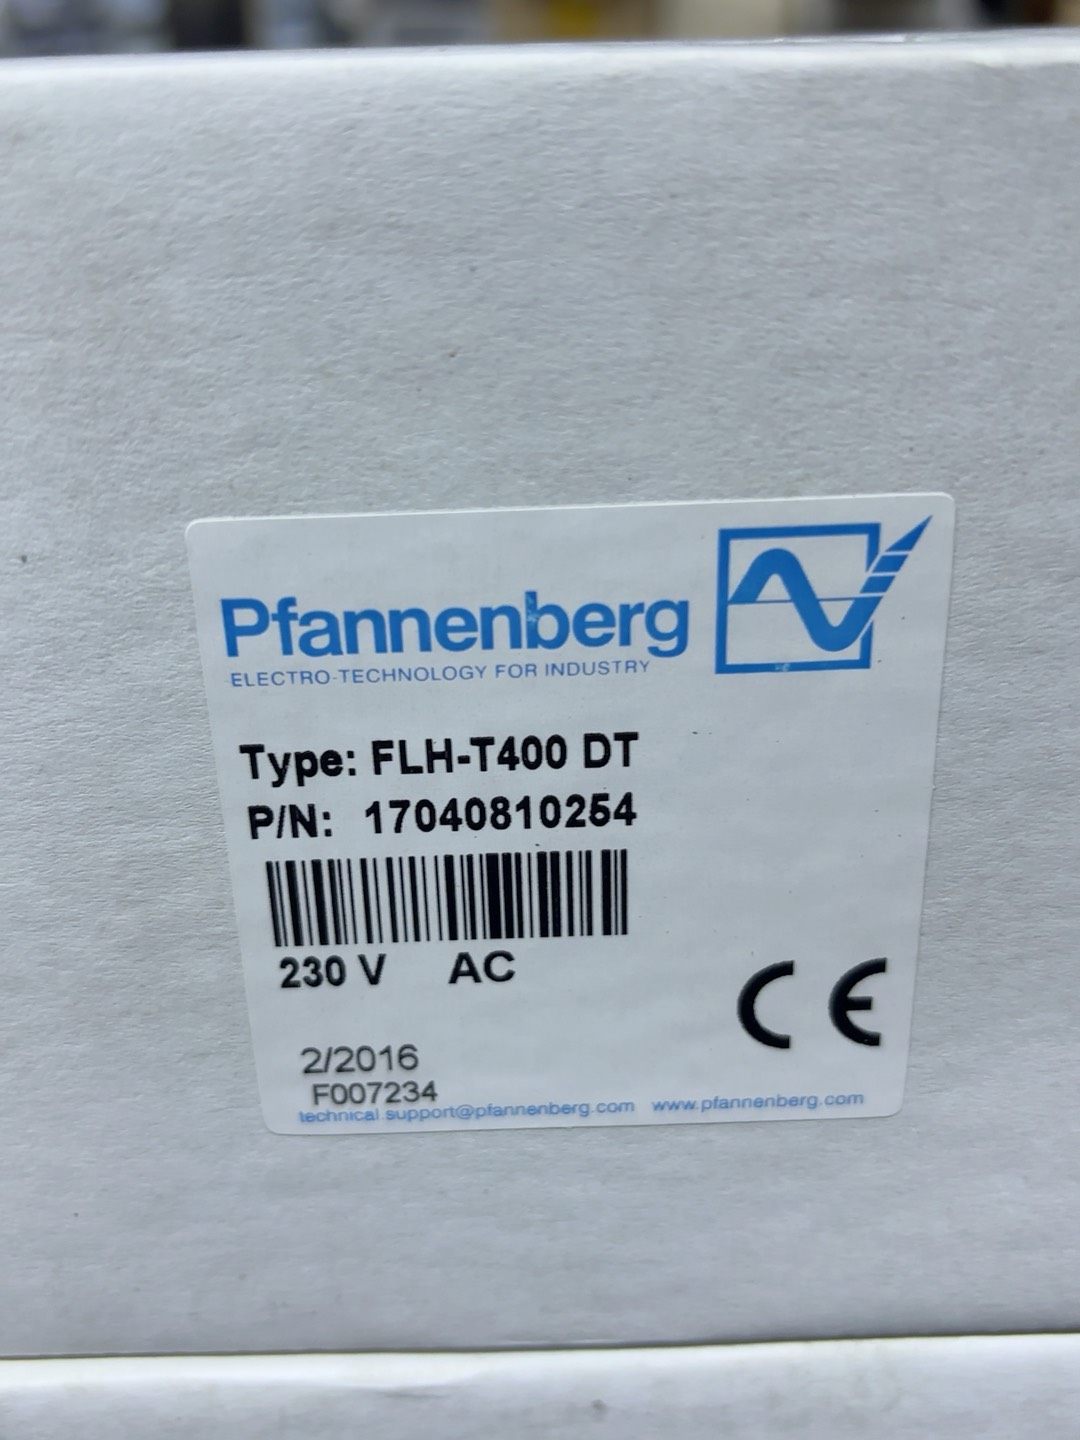 Pfannenberg
ELECTRO-TECHNOLOGY FOR INDUSTRY
Type: FLH-T400 DT
P/N: 17040810254
230 V AC
CE
2/2016
F007234
technical.support@pfannenberg.com www.pfannenberg.com